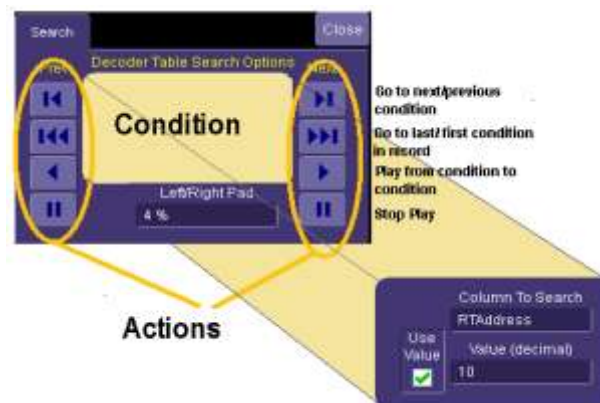 Search
Close
Prev
Decoder Table Search Options
Next
Condition
Left/Right Pad
4 %
Go to next/previous
condition
Go to last/first condition
in record
Play from condition to
condition
Stop Play
Actions
Column To Search
RTAddress
Use
Value
Value (decimal)
10